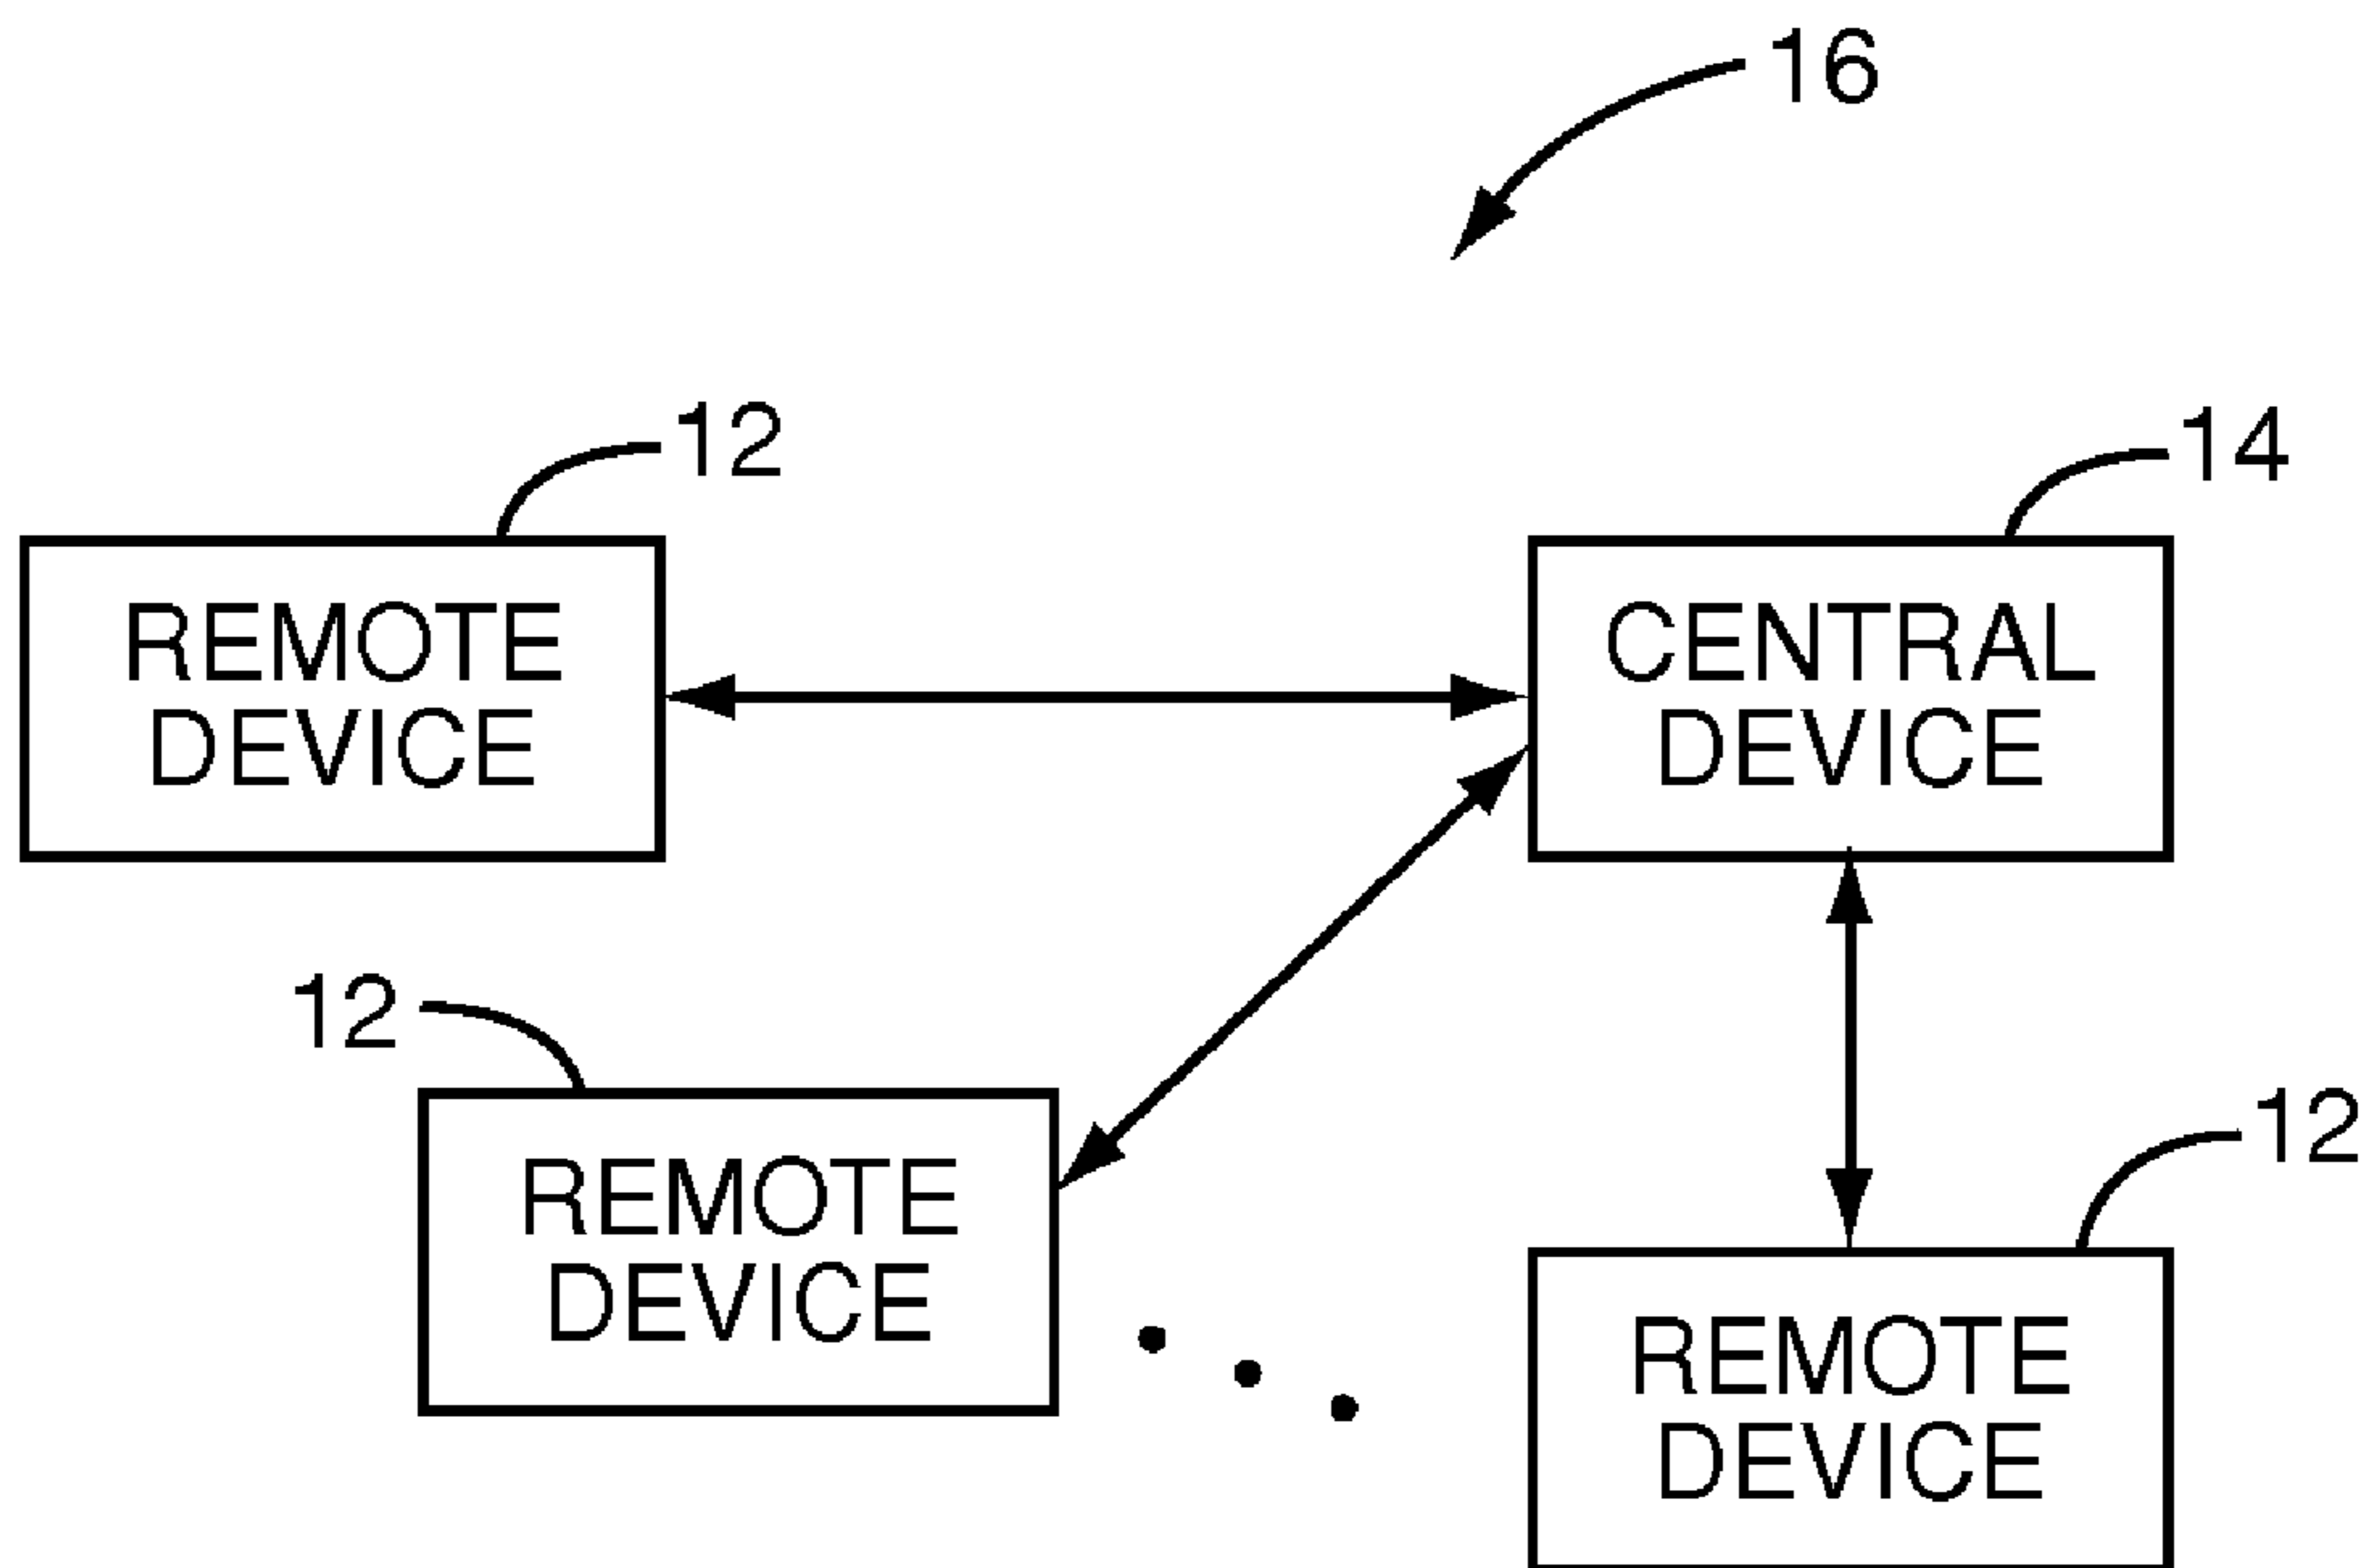 16
12
14
REMOTE
DEVICE
CENTRAL
DEVICE
12
12
REMOTE
DEVICE
REMOTE
DEVICE